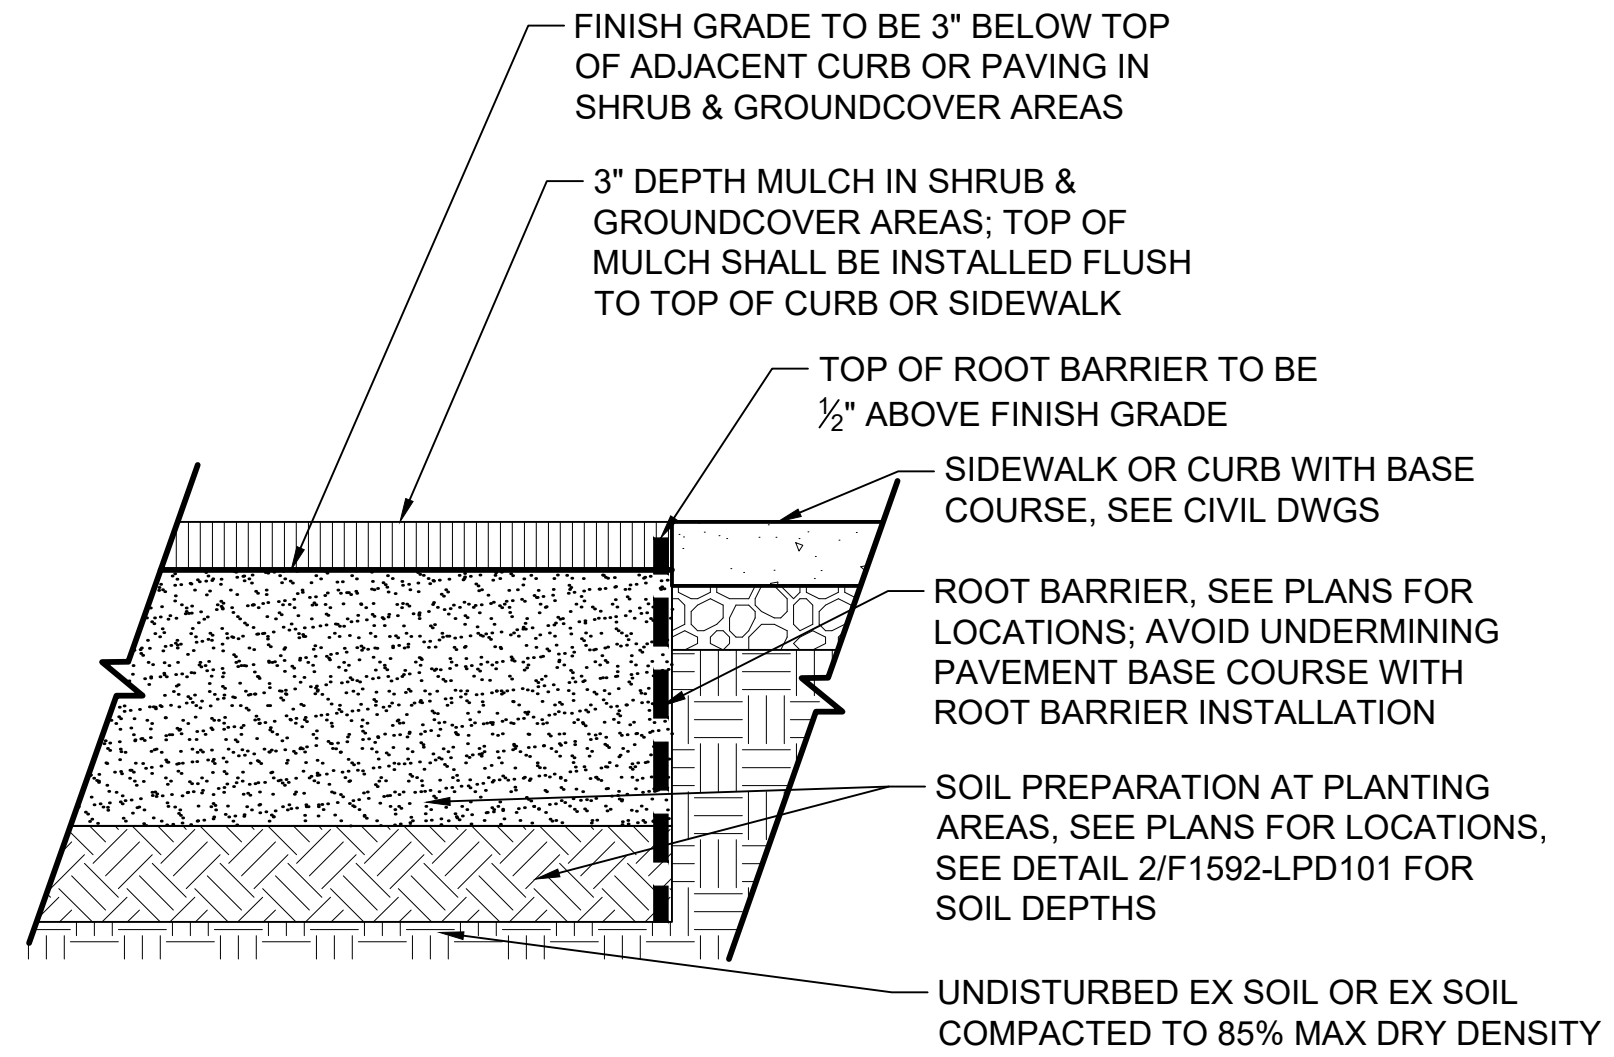 FINISH GRADE TO BE 3" BELOW TOP
OF ADJACENT CURB OR PAVING IN
SHRUB & GROUNDCOVER AREAS
3" DEPTH MULCH IN SHRUB &
GROUNDCOVER AREAS; TOP OF
MULCH SHALL BE INSTALLED FLUSH
TO TOP OF CURB OR SIDEWALK
TOP OF ROOT BARRIER TO BE
½" ABOVE FINISH GRADE
SIDEWALK OR CURB WITH BASE
COURSE, SEE CIVIL DWGS
ROOT BARRIER, SEE PLANS FOR
LOCATIONS; AVOID UNDERMINING
PAVEMENT BASE COURSE WITH
ROOT BARRIER INSTALLATION
SOIL PREPARATION AT PLANTING
AREAS, SEE PLANS FOR LOCATIONS,
SEE DETAIL 2/F1592-LPD101 FOR
SOIL DEPTHS
UNDISTURBED EX SOIL OR EX SOIL
COMPACTED TO 85% MAX DRY DENSITY